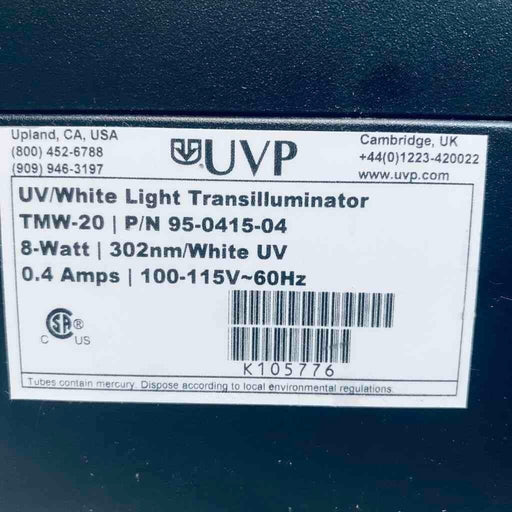 Upland, CA, USA
(800) 452-6788
(909) 946-3197
UVP
Cambridge, UK
+44(0)1223-420022
www.uvp.com
UV/White Light Transilluminator
TMW-20 | P/N 95-0415-04
8-Watt | 302nm/White UV
0.4 Amps | 100-115V~60Hz
SA®
C US
K105776
Tubes contain mercury. Dispose according to local environmental regulations.